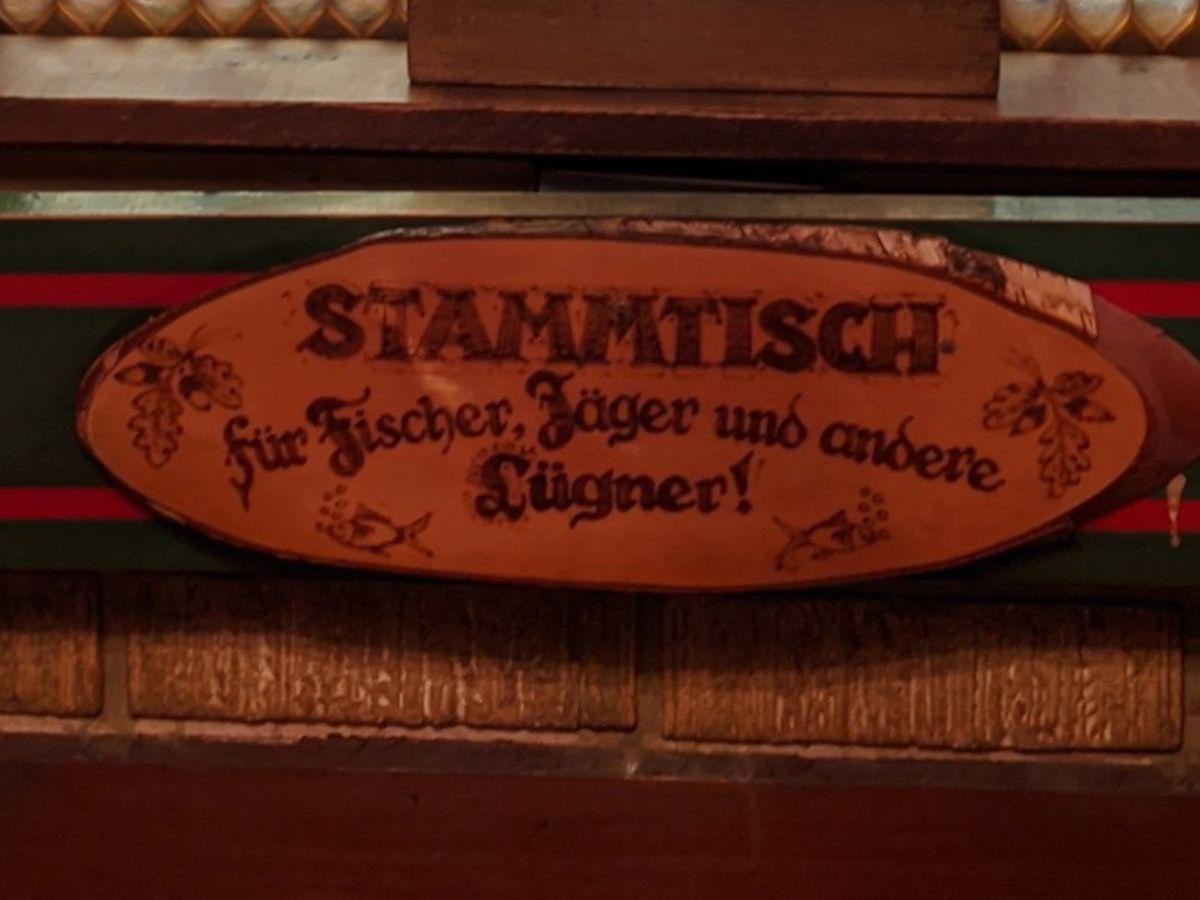 STAMMTISCH
für Fischer, Jäger und andere
Lügner!